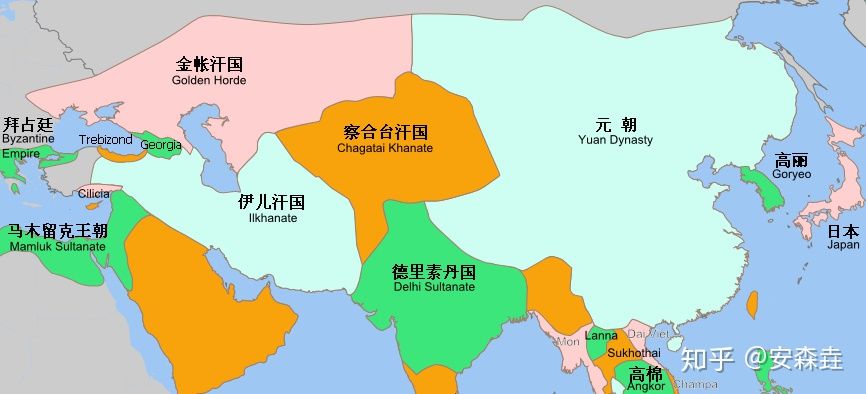 金帐汗国
Golden Horde
拜占廷
Byzantine
Empire
Trebizond
Georgia
察合台汗国
Chagatai Khanate
元 朝
Yuan Dynasty
高丽
Goryeo
Cilicia
伊儿汗国
Ilkhanate
马木留克王朝
Mamluk Sultanate
日本
Japan
德里素丹国
Delhi Sultanate
Mon
Lanna
Dai Viet
Sukhothai
高棉
Angkor
Champa
知乎 @安森垚